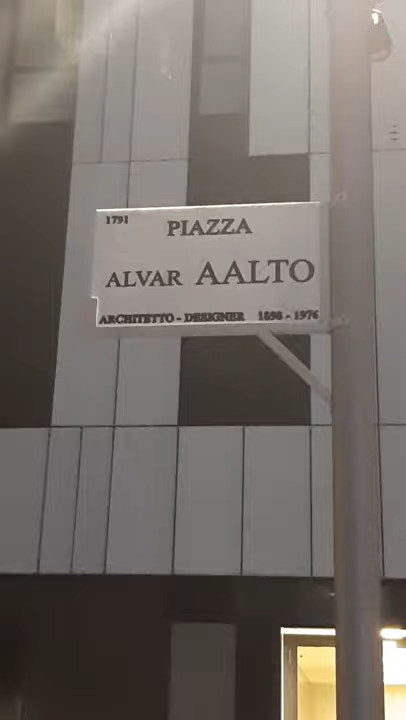 1791
PIAZZA
ALVAR AALTO
ARCHITETTO - DESIGNER 1898 - 1976